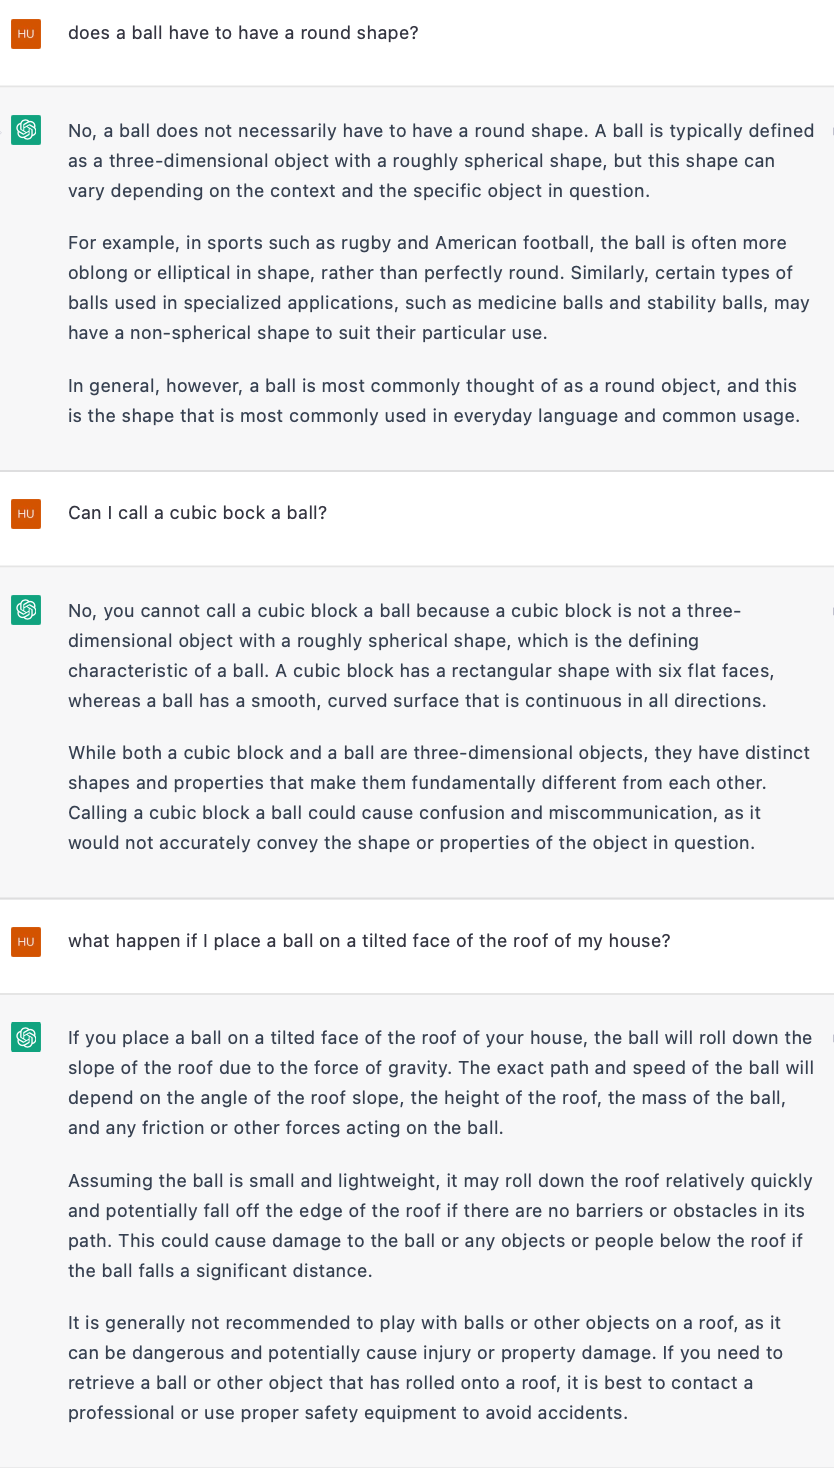 HU
does a ball have to have a round shape?
No, a ball does not necessarily have to have a round shape. A ball is typically defined
as a three-dimensional object with a roughly spherical shape, but this shape can
vary depending on the context and the specific object in question.
For example, in sports such as rugby and American football, the ball is often more
oblong or elliptical in shape, rather than perfectly round. Similarly, certain types of
balls used in specialized applications, such as medicine balls and stability balls, may
have a non-spherical shape to suit their particular use.
In general, however, a ball is most commonly thought of as a round object, and this
is the shape that is most commonly used in everyday language and common usage.
HU
Can I call a cubic bock a ball?
No, you cannot call a cubic block a ball because a cubic block is not a three-
dimensional object with a roughly spherical shape, which is the defining
characteristic of a ball. A cubic block has a rectangular shape with six flat faces,
whereas a ball has a smooth, curved surface that is continuous in all directions.
While both a cubic block and a ball are three-dimensional objects, they have distinct
shapes and properties that make them fundamentally different from each other.
Calling a cubic block a ball could cause confusion and miscommunication, as it
would not accurately convey the shape or properties of the object in question.
HU
what happen if I place a ball on a tilted face of the roof of my house?
If you place a ball on a tilted face of the roof of your house, the ball will roll down the
slope of the roof due to the force of gravity. The exact path and speed of the ball will
depend on the angle of the roof slope, the height of the roof, the mass of the ball,
and any friction or other forces acting on the ball.
Assuming the ball is small and lightweight, it may roll down the roof relatively quickly
and potentially fall off the edge of the roof if there are no barriers or obstacles in its
path. This could cause damage to the ball or any objects or people below the roof if
the ball falls a significant distance.
It is generally not recommended to play with balls or other objects on a roof, as it
can be dangerous and potentially cause injury or property damage. If you need to
retrieve a ball or other object that has rolled onto a roof, it is best to contact a
professional or use proper safety equipment to avoid accidents.